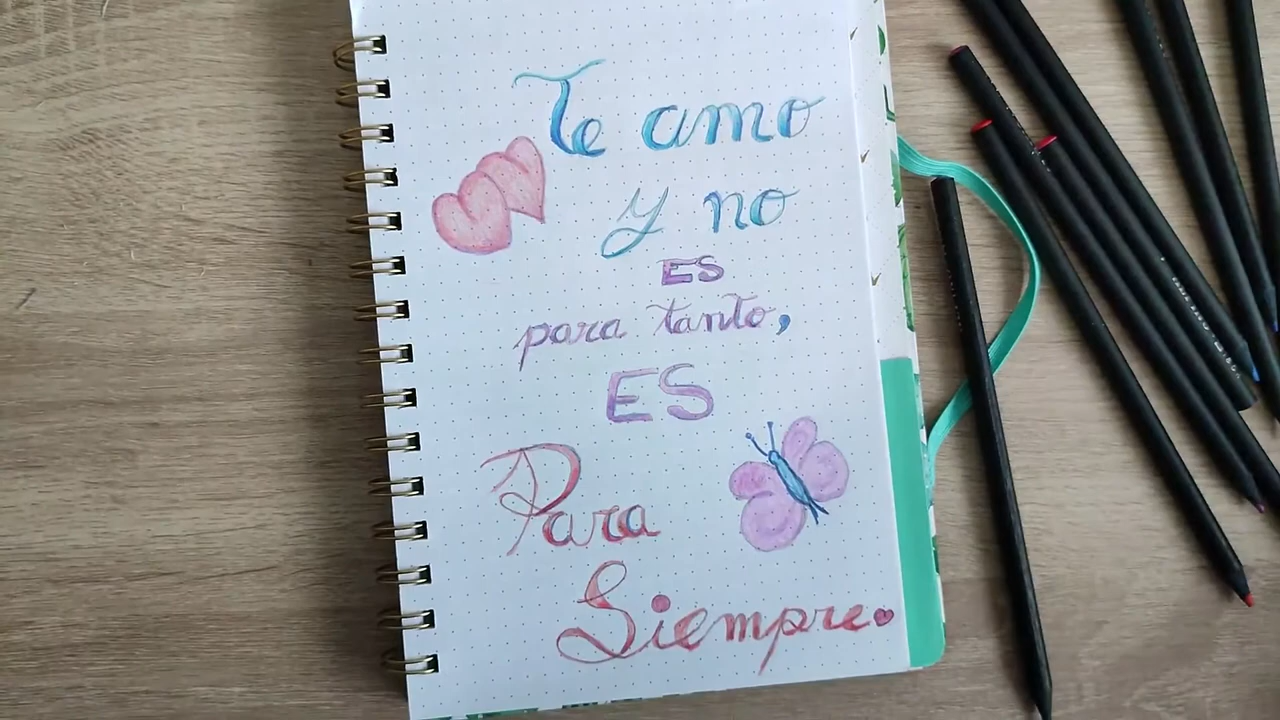 Te amo
y no
ES
para tanto,
ES
Para
Siempre